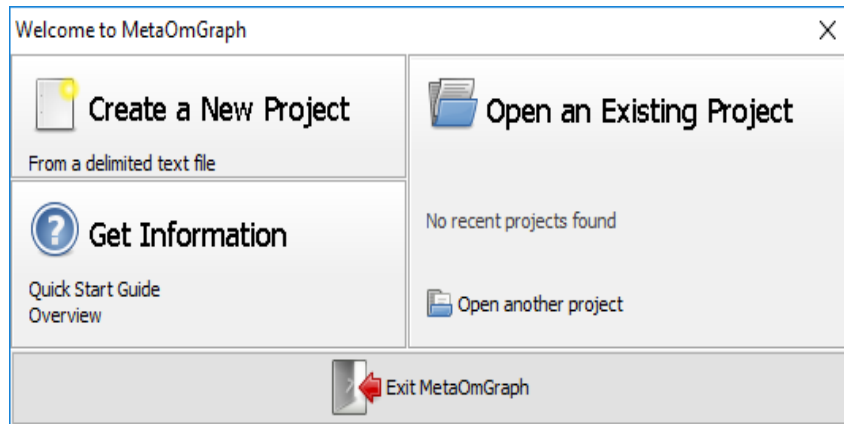 Welcome to MetaOmGraph
Create a New Project
From a delimited text file
Get Information
Quick Start Guide
Overview
Open an Existing Project
No recent projects found
Open another project
Exit MetaOmGraph